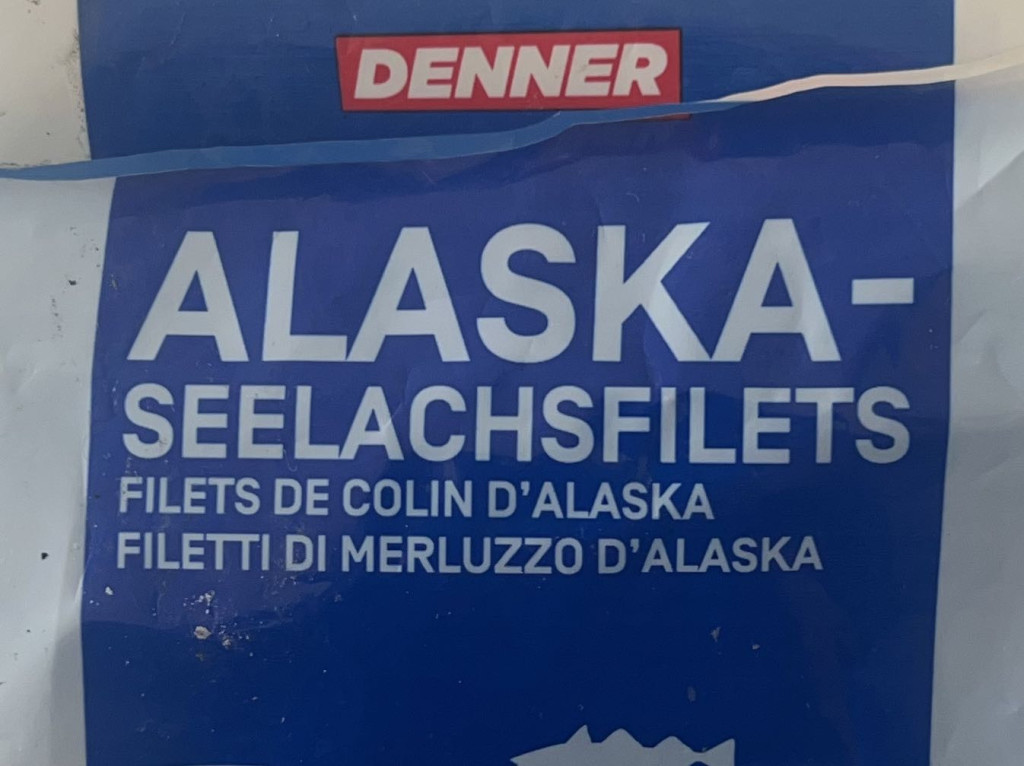 DENNER
ALASKA-
SEELACHSFILETS
FILETS DE COLIN D'ALASKA
FILETTI DI MERLUZZO D'ALASKA